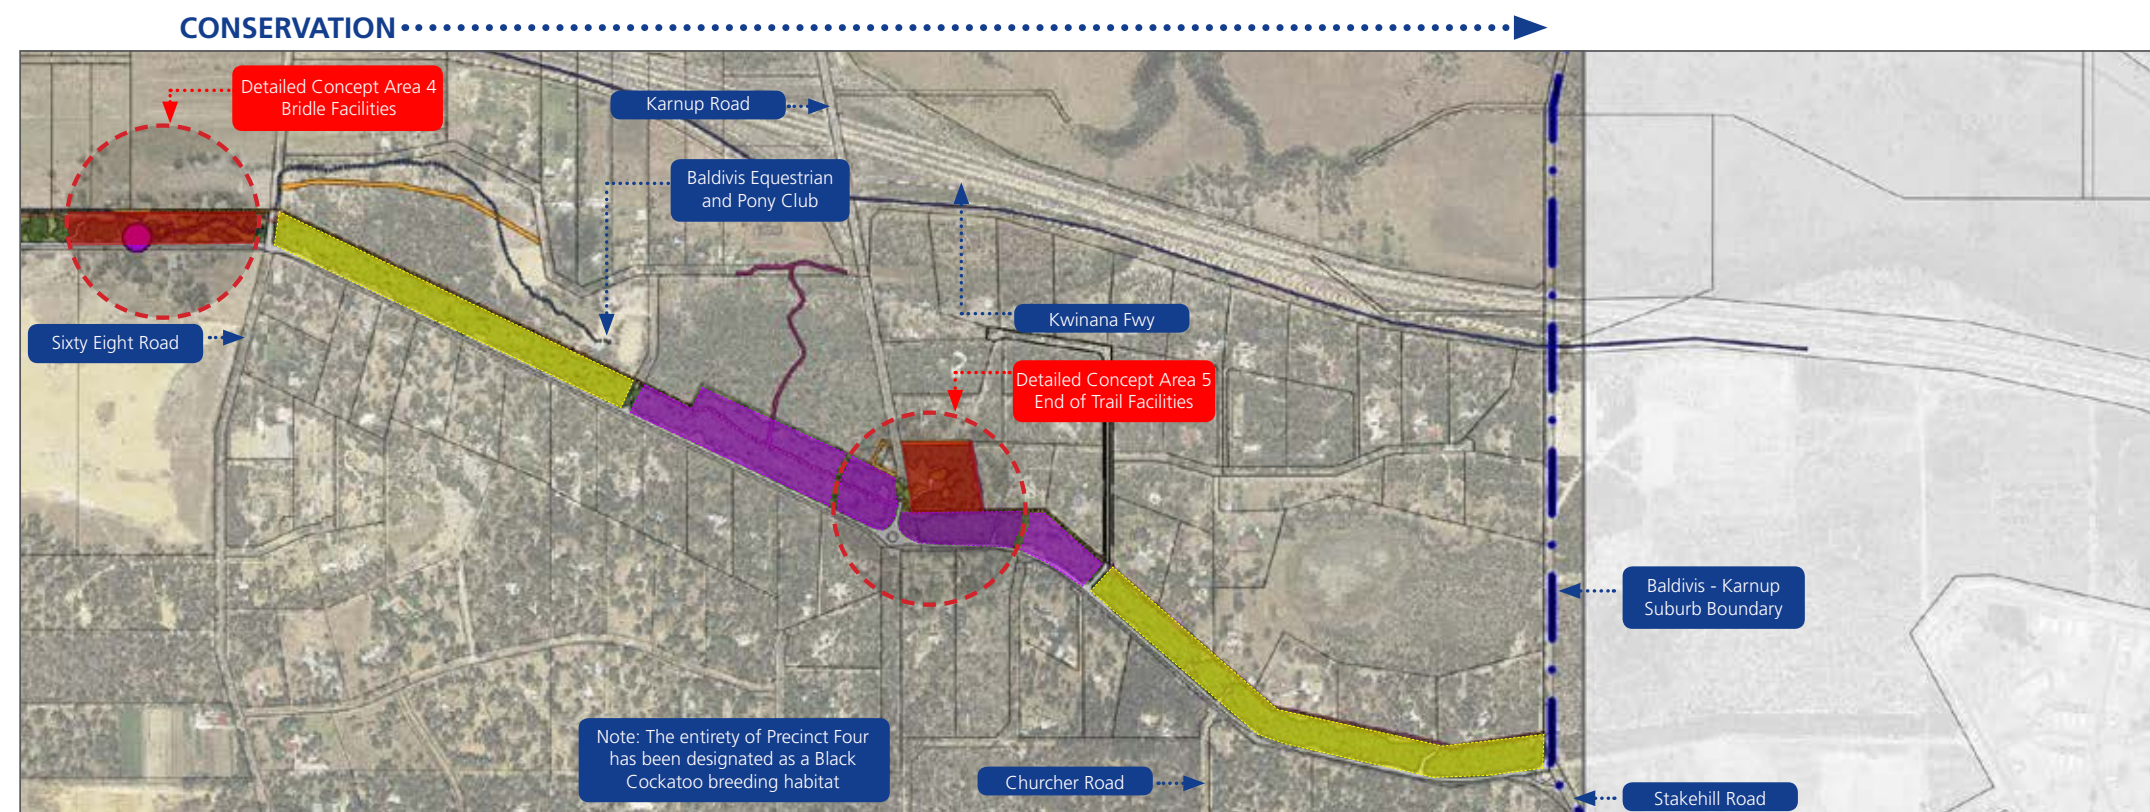 CONSERVATION
Detailed Concept Area 4
Bridle Facilities
Karnup Road
Baldivis Equestrian
and Pony Club
Sixty Eight Road
Kwinana Fwy
Detailed Concept Area 5
End of Trail Facilities
Baldivis - Karnup
Suburb Boundary
Note: The entirety of Precinct Four
has been designated as a Black
Cockatoo breeding habitat
Churcher Road
Stakehill Road